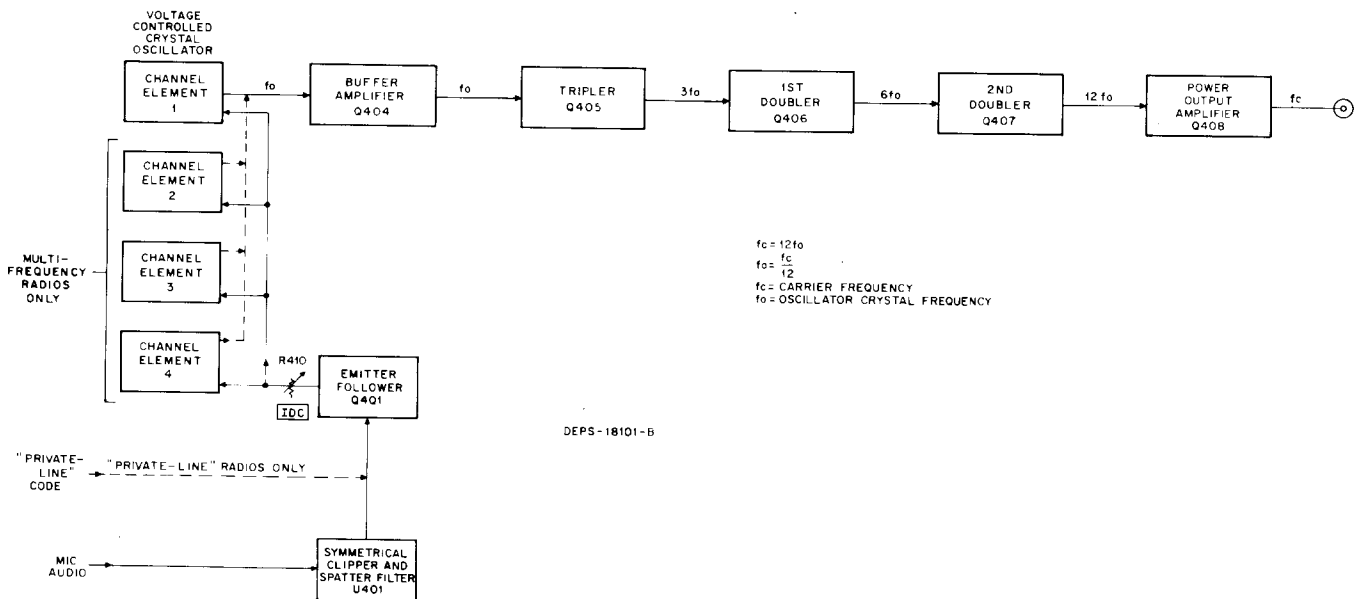 VOLTAGE
CONTROLLED
CRYSTAL
OSCILLATOR
CHANNEL
ELEMENT
1
fo
BUFFER
AMPLIFIER
Q404
fo
TRIPLER
Q405
3fo
1ST
DOUBLER
Q406
6fo
2ND
DOUBLER
Q407
12 fo
POWER
OUTPUT
AMPLIFIER
Q408
fc
CHANNEL
ELEMENT
2
MULTI-
FREQUENCY
RADIOS
ONLY
CHANNEL
ELEMENT
3
CHANNEL
ELEMENT
4
fc = 12fo
fo = fc
12
fc = CARRIER FREQUENCY
fo = OSCILLATOR CRYSTAL FREQUENCY
R410
IDC
EMITTER
FOLLOWER
Q401
DEPS-18101-B
"PRIVATE-
LINE"
CODE
"PRIVATE-LINE" RADIOS ONLY
MIC
AUDIO
SYMMETRICAL
CLIPPER AND
SPATTER FILTER
U401